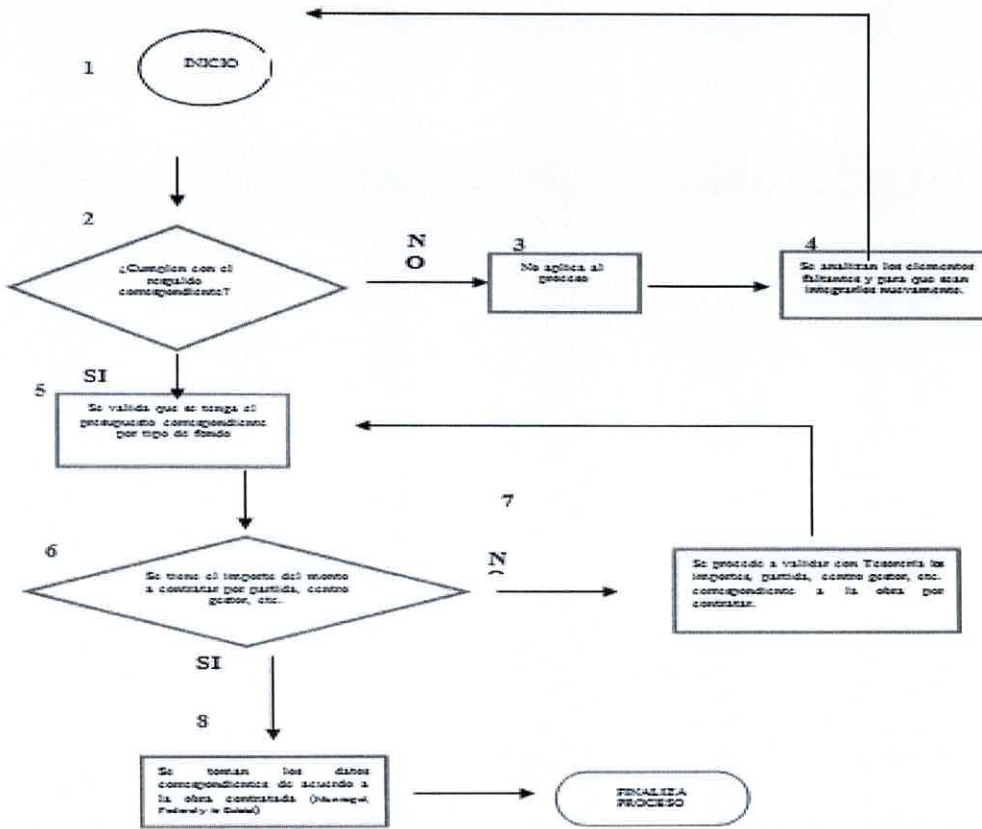 1
INICIO
2
¿Cumplen con el
respaldo
correspondiente?
N
O
3
No aplica al
proceso
4
Se analizan los elementos
faltantes y para que sean
integrarlos nuevamente.
SI
5
Se valida que se tenga el
presupuesto correspondiente
por tipo de fondo
6
Se tiene el importe del monto
a contratar por partida, centro
gestor, etc.
7
N
Se procede a validar con Tesorería los
importes, partida, centro gestor, etc.
correspondiente a la obra por
contratar.
SI
8
Se toman los datos
correspondientes de acuerdo a
la obra contratada (Municipal,
Federal y/o Estatal)
FINALIZA
PROCESO